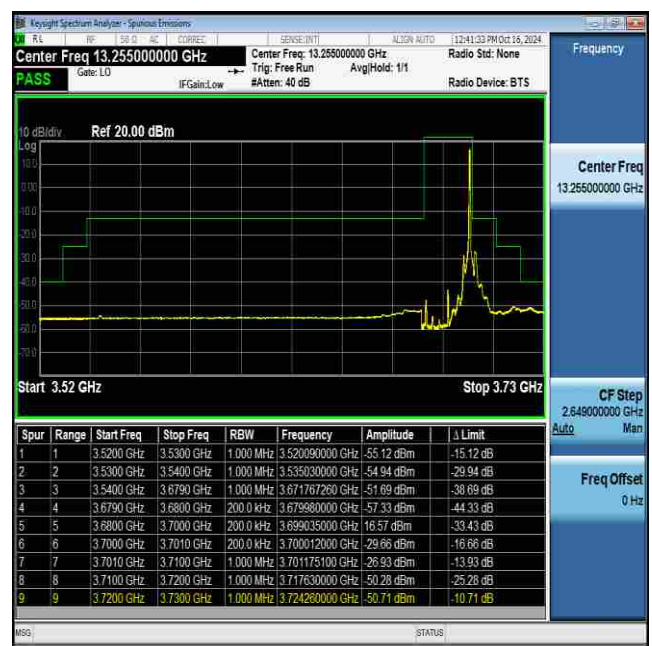 Keysight Spectrum Analyzer - Spurious Emissions
RL RF 50 Ω AC CORREC SENSE:INT ALIGN AUTO 12:41:33 PM Oct 16, 2024
Center Freq 13.255000000 GHz
Center Freq: 13.255000000 GHz
Radio Std: None
PASS
Gate: LO
Trig: Free Run Avg|Hold: 1/1
IFGain:Low
#Atten: 40 dB
Radio Device: BTS
10 dB/div Ref 20.00 dBm
Log
10.0
0.00
-10.0
-20.0
-30.0
-40.0
-50.0
-60.0
-70.0
Start 3.52 GHz Stop 3.73 GHz
Spur Range Start Freq Stop Freq RBW Frequency Amplitude Δ Limit
1 1 3.5200 GHz 3.5300 GHz 1.000 MHz 3.520090000 GHz -55.12 dBm -15.12 dB
2 2 3.5300 GHz 3.5400 GHz 1.000 MHz 3.535030000 GHz -54.94 dBm -29.94 dB
3 3 3.5400 GHz 3.6790 GHz 1.000 MHz 3.671767260 GHz -51.69 dBm -38.69 dB
4 4 3.6790 GHz 3.6800 GHz 200.0 kHz 3.679980000 GHz -57.33 dBm -44.33 dB
5 5 3.6800 GHz 3.7000 GHz 200.0 kHz 3.699035000 GHz 16.57 dBm -33.43 dB
6 6 3.7000 GHz 3.7010 GHz 200.0 kHz 3.700012000 GHz -29.66 dBm -16.66 dB
7 7 3.7010 GHz 3.7100 GHz 1.000 MHz 3.701175100 GHz -26.93 dBm -13.93 dB
8 8 3.7100 GHz 3.7200 GHz 1.000 MHz 3.717630000 GHz -50.28 dBm -25.28 dB
9 9 3.7200 GHz 3.7300 GHz 1.000 MHz 3.724260000 GHz -50.71 dBm -10.71 dB
MSG STATUS
Frequency
Center Freq
13.255000000 GHz
CF Step
2.649000000 GHz
Auto Man
Freq Offset
0 Hz